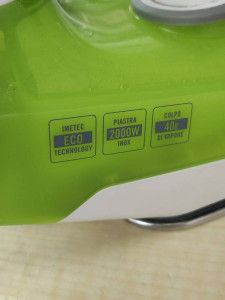 IMETEC
ECO
TECHNOLOGY
PIASTRA
2000W
INOX
COLPO
40g
DI VAPORE